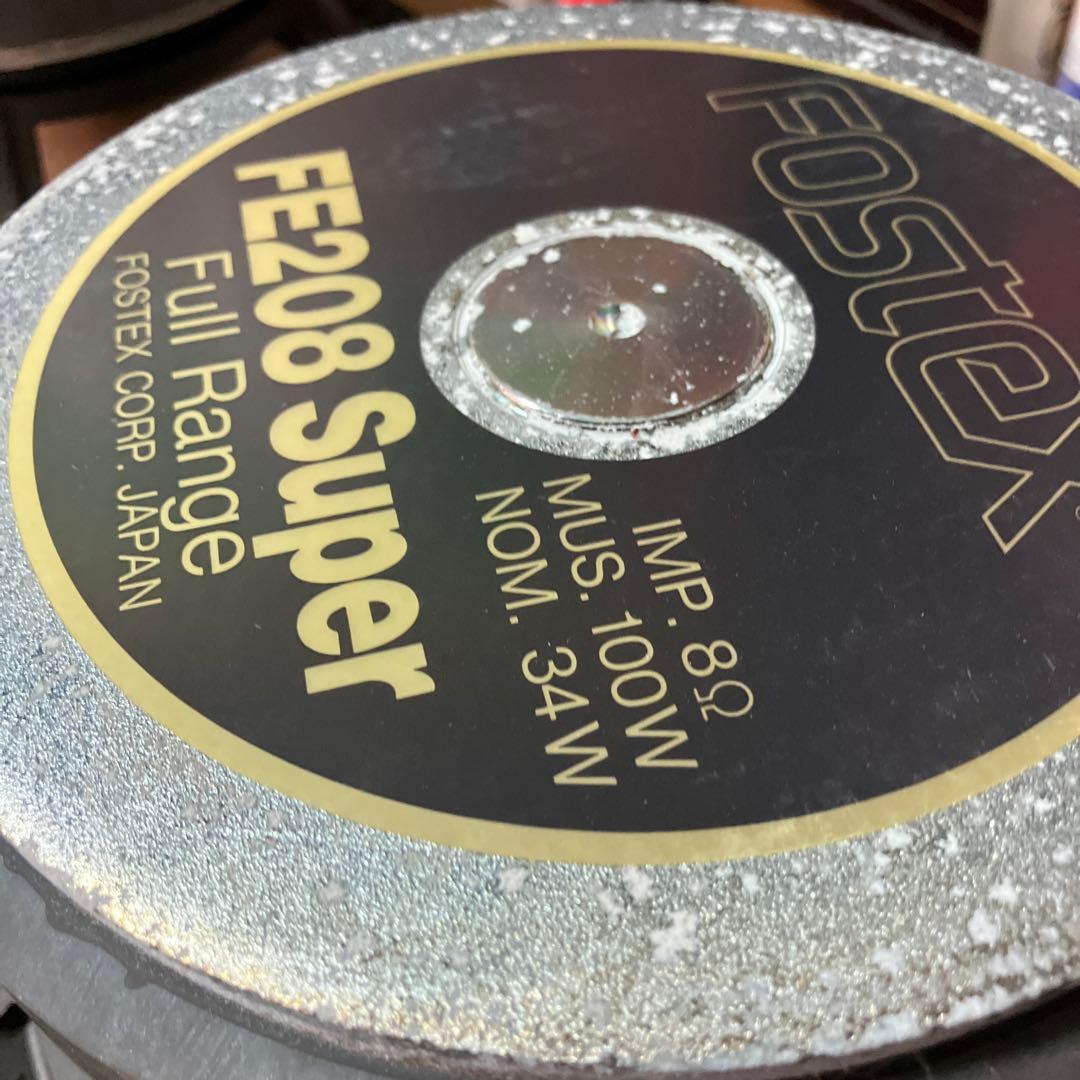 FOSTEX
FE208 Super
Full Range
FOSTEX CORP. JAPAN
IMP. 8Ω
MUS. 100W
NOM. 34W